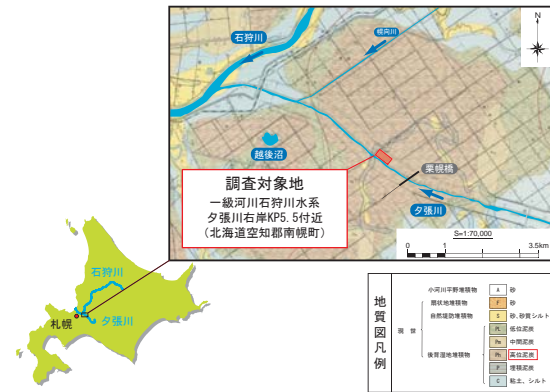 石狩川
幌向川
N
越後沼
栗幌橋
調査対象地
一級河川石狩川水系
夕張川右岸KP5.5付近
(北海道空知郡南幌町)
夕張川
S=1:70,000
0 1 3.5km
石狩川
札幌
夕張川
地質図凡例
現世
小河川平野堆積物 A 砂
扇状地堆積物 F 砂
自然堤防堆積物 S 砂、砂質シルト
後背湿地堆積物
PL 低位泥炭
Pm 中間泥炭
Ph 高位泥炭
P 埋積泥炭
C 粘土、シルト